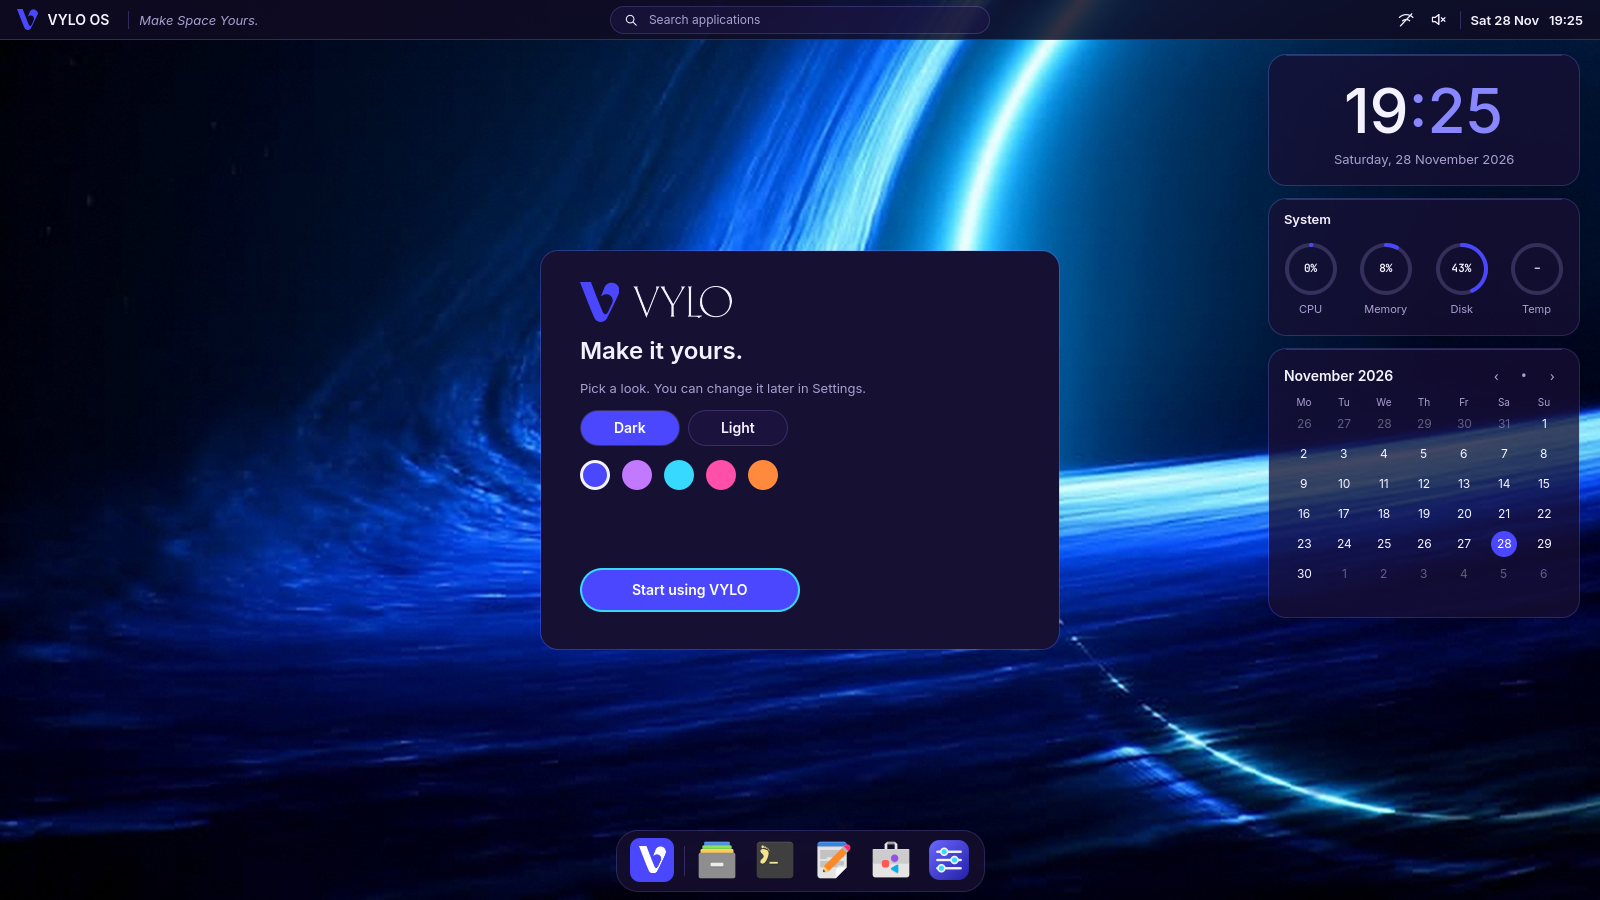 VYLO OS
Make Space Yours.
Search applications
Sat 28 Nov 19:25
19:25
Saturday, 28 November 2026
System
0% 8% 43% -
CPU Memory Disk Temp
November 2026
Mo Tu We Th Fr Sa Su
26 27 28 29 30 31 1
2 3 4 5 6 7 8
9 10 11 12 13 14 15
16 17 18 19 20 21 22
23 24 25 26 27 28 29
30 1 2 3 4 5 6
VYLO
Make it yours.
Pick a look. You can change it later in Settings.
Dark Light
Start using VYLO